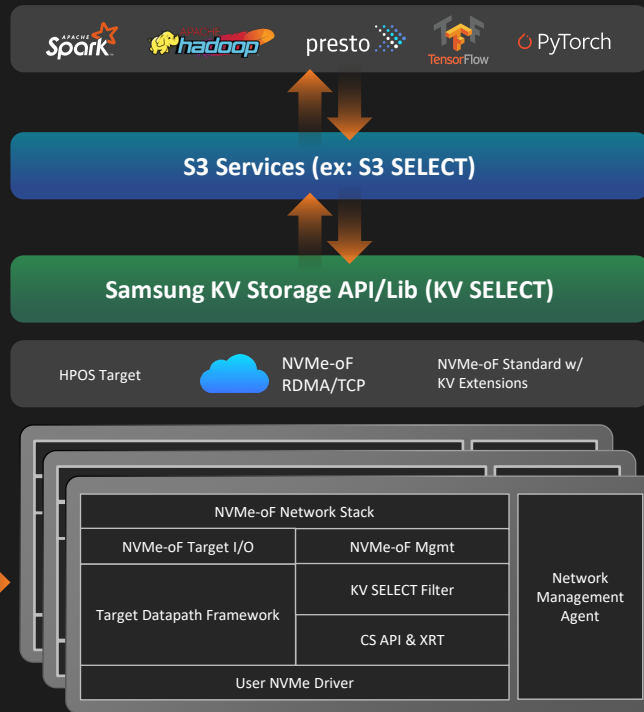 APACHE
Spark
APACHE
hadoop
presto
TensorFlow
PyTorch
S3 Services (ex: S3 SELECT)
Samsung KV Storage API/Lib (KV SELECT)
HPOS Target
NVMe-oF
RDMA/TCP
NVMe-oF Standard w/
KV Extensions
NVMe-oF Network Stack
NVMe-oF Target I/O
NVMe-oF Mgmt
Target Datapath Framework
KV SELECT Filter
CS API & XRT
User NVMe Driver
Network
Management
Agent